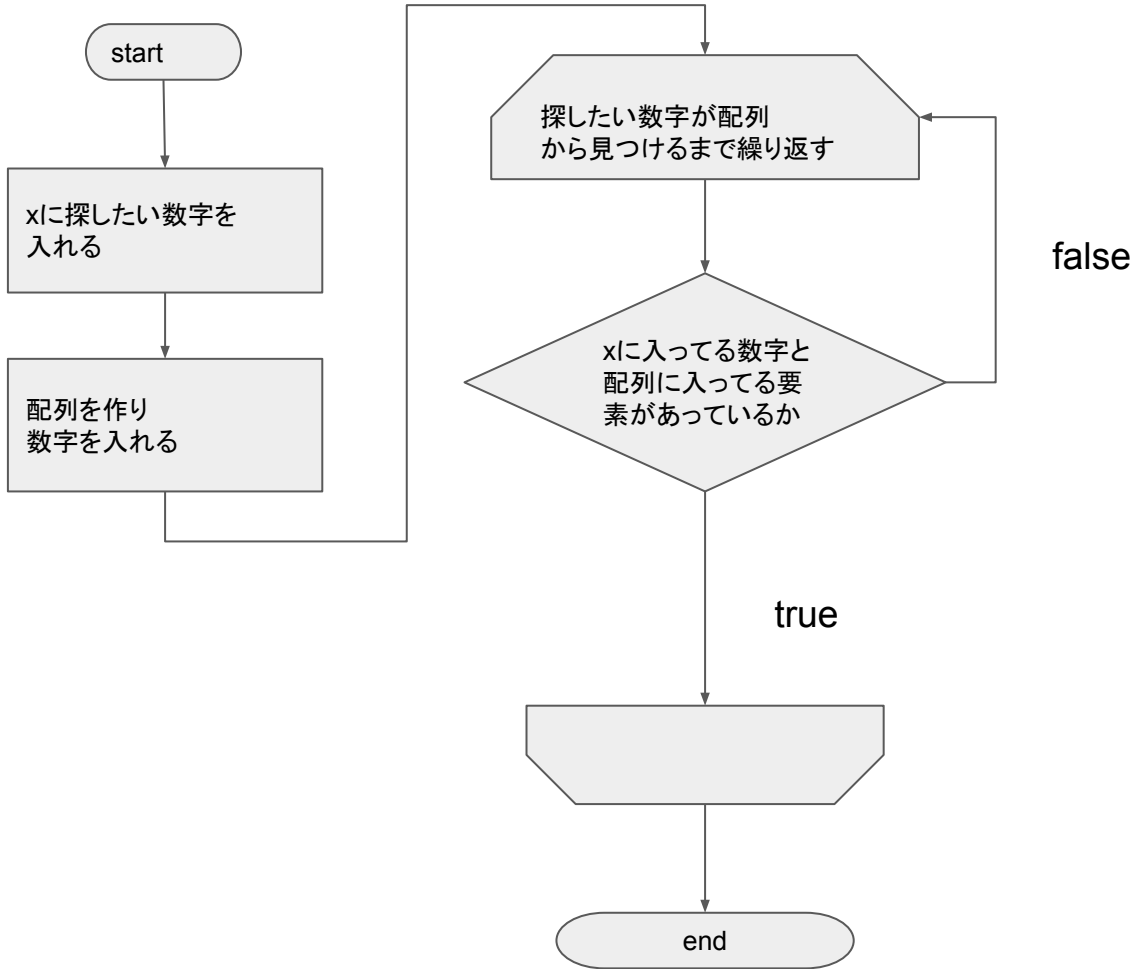 start
xに探したい数字を
入れる
配列を作り
数字を入れる
探したい数字が配列
から見つけるまで繰り返す
xに入ってる数字と
配列に入ってる要
素があっているか
false
true
end